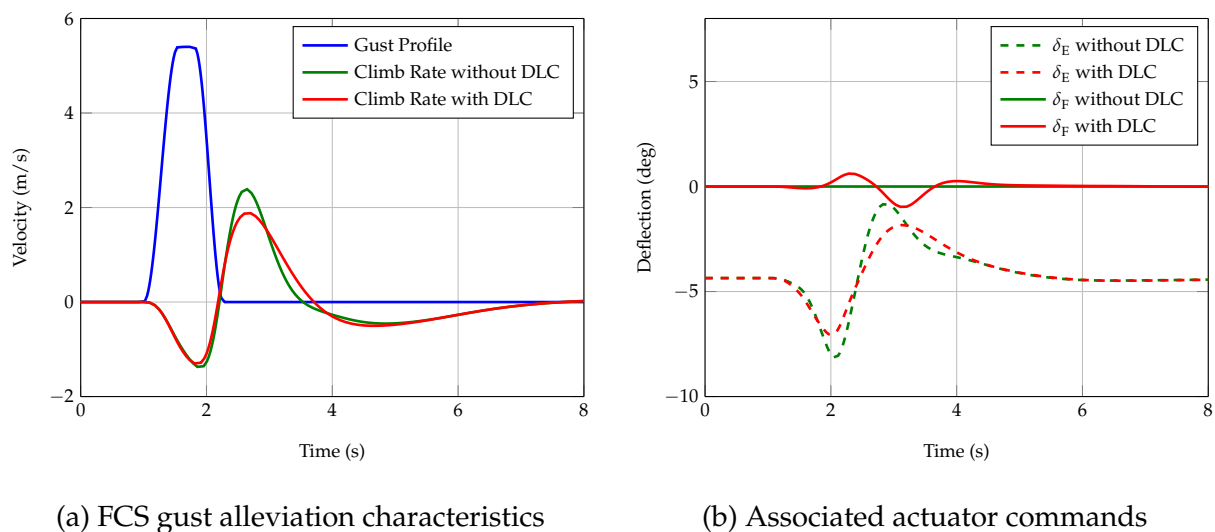 6
4
2
0
−2
0
2
4
6
8
Velocity (m/s)
Time (s)
Gust Profile
Climb Rate without DLC
Climb Rate with DLC
(a) FCS gust alleviation characteristics
5
0
−5
−10
0
2
4
6
8
Deflection (deg)
Time (s)
δE without DLC
δE with DLC
δF without DLC
δF with DLC
(b) Associated actuator commands